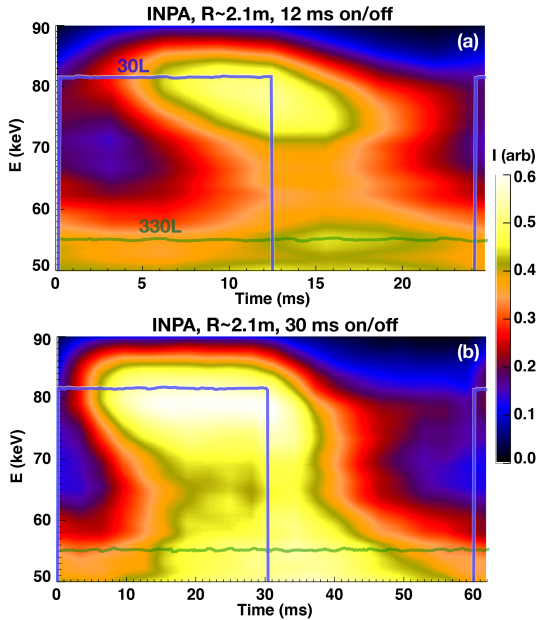 INPA, R~2.1m, 12 ms on/off
90
80
70
60
50
E (keV)
(a)
30L
330L
0
5
10
15
20
Time (ms)
I (arb)
0.6
0.5
0.4
0.3
0.2
0.1
0.0
INPA, R~2.1m, 30 ms on/off
90
80
70
60
50
E (keV)
(b)
0
10
20
30
40
50
60
Time (ms)